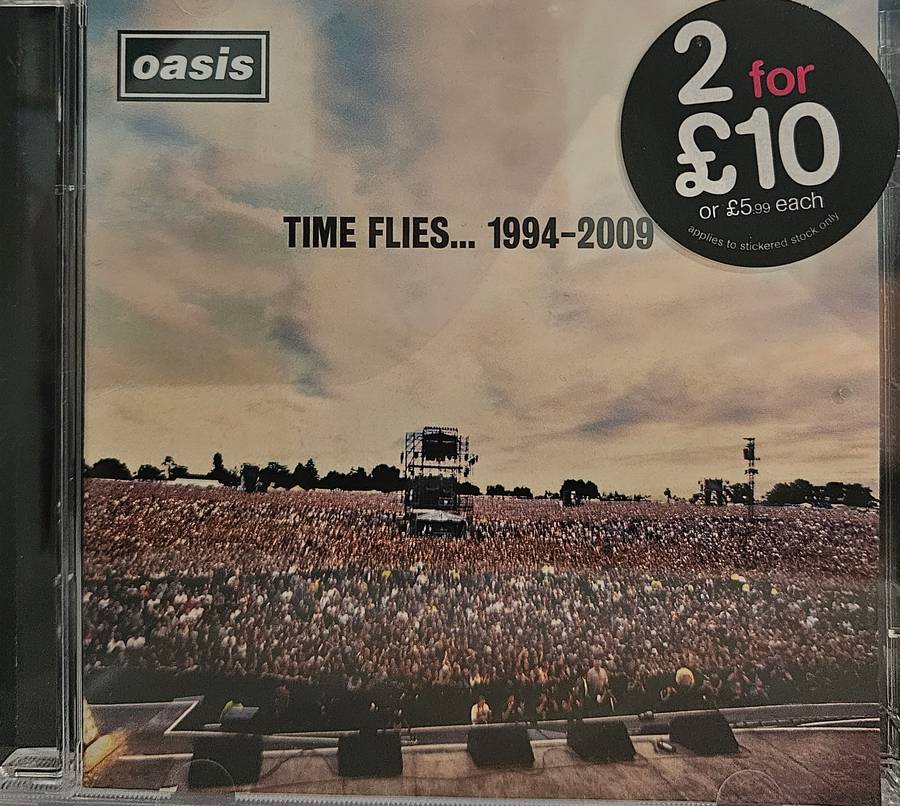 oasis
2 for
£10
or £5.99 each
applies to stickered stock only
TIME FLIES... 1994-2009